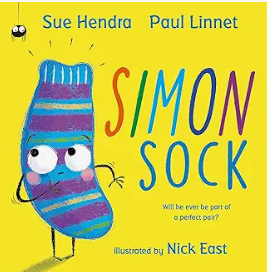 Sue Hendra Paul Linnet
SIMON
SOCK
Will he ever be part of
a perfect pair?
illustrated by Nick East